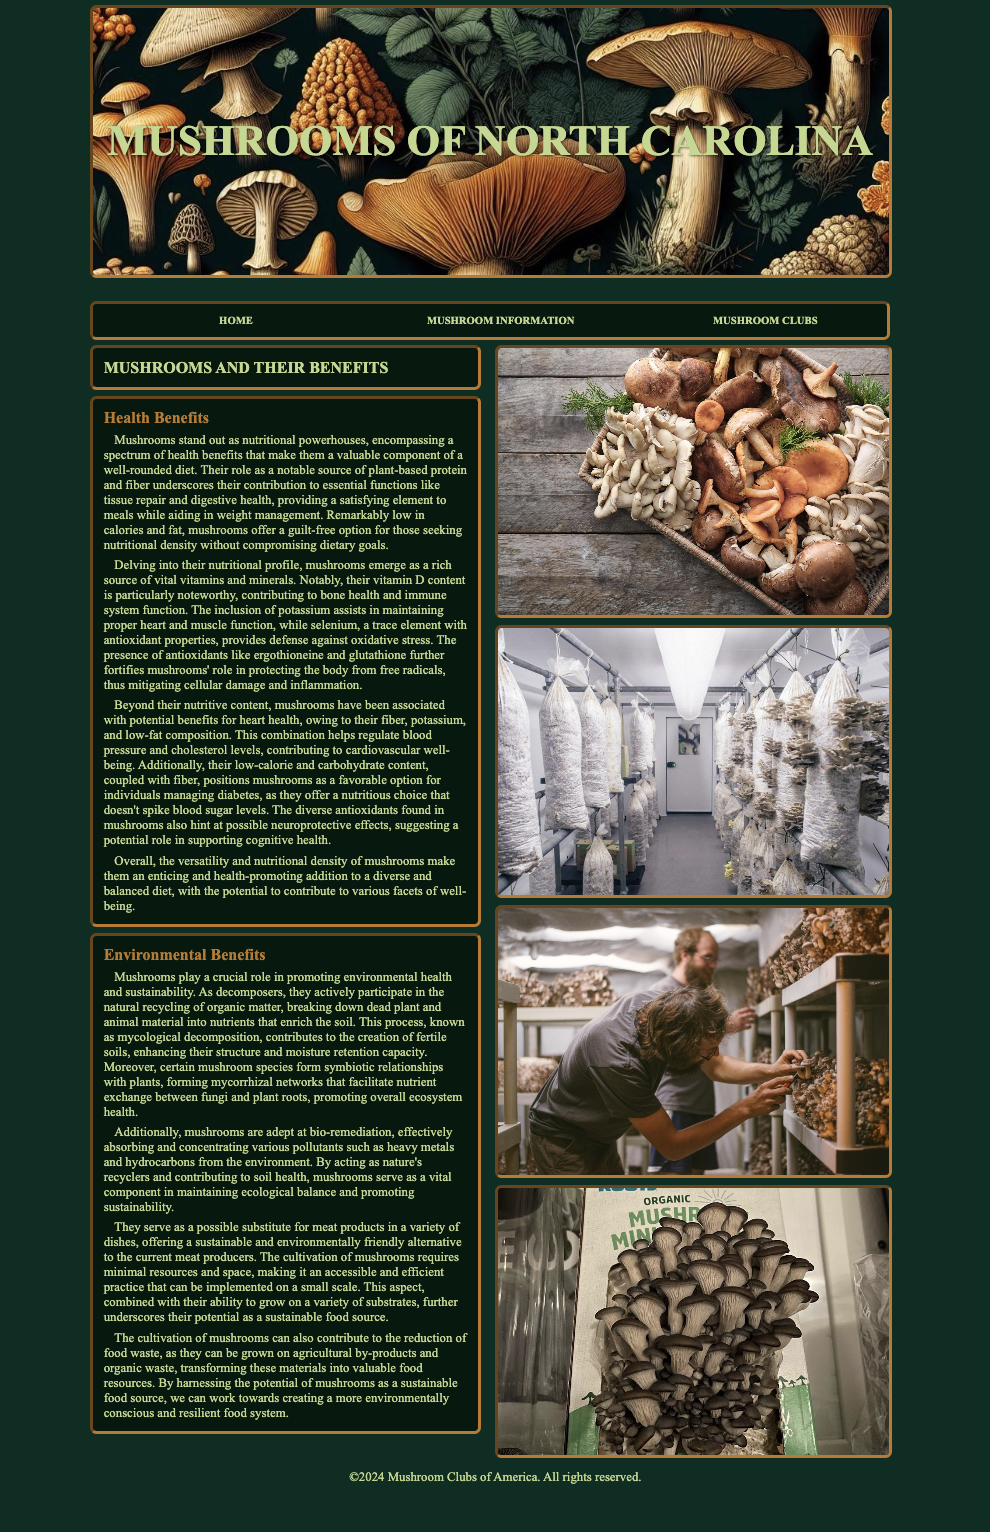 MUSHROOMS OF NORTH CAROLINA
HOME MUSHROOM INFORMATION MUSHROOM CLUBS
MUSHROOMS AND THEIR BENEFITS
Health Benefits
Mushrooms stand out as nutritional powerhouses, encompassing a
spectrum of health benefits that make them a valuable component of a
well-rounded diet. Their role as a notable source of plant-based protein
and fiber underscores their contribution to essential functions like
tissue repair and digestive health, providing a satisfying element to
meals while aiding in weight management. Remarkably low in
calories and fat, mushrooms offer a guilt-free option for those seeking
nutritional density without compromising dietary goals.
Delving into their nutritional profile, mushrooms emerge as a rich
source of vital vitamins and minerals. Notably, their vitamin D content
is particularly noteworthy, contributing to bone health and immune
system function. The inclusion of potassium assists in maintaining
proper heart and muscle function, while selenium, a trace element with
antioxidant properties, provides defense against oxidative stress. The
presence of antioxidants like ergothioneine and glutathione further
fortifies mushrooms' role in protecting the body from free radicals,
thus mitigating cellular damage and inflammation.
Beyond their nutritive content, mushrooms have been associated
with potential benefits for heart health, owing to their fiber, potassium,
and low-fat composition. This combination helps regulate blood
pressure and cholesterol levels, contributing to cardiovascular well-
being. Additionally, their low-calorie and carbohydrate content,
coupled with fiber, positions mushrooms as a favorable option for
individuals managing diabetes, as they offer a nutritious choice that
doesn't spike blood sugar levels. The diverse antioxidants found in
mushrooms also hint at possible neuroprotective effects, suggesting a
potential role in supporting cognitive health.
Overall, the versatility and nutritional density of mushrooms make
them an enticing and health-promoting addition to a diverse and
balanced diet, with the potential to contribute to various facets of well-
being.
Environmental Benefits
Mushrooms play a crucial role in promoting environmental health
and sustainability. As decomposers, they actively participate in the
natural recycling of organic matter, breaking down dead plant and
animal material into nutrients that enrich the soil. This process, known
as mycological decomposition, contributes to the creation of fertile
soils, enhancing their structure and moisture retention capacity.
Moreover, certain mushroom species form symbiotic relationships
with plants, forming mycorrhizal networks that facilitate nutrient
exchange between fungi and plant roots, promoting overall ecosystem
health.
Additionally, mushrooms are adept at bio-remediation, effectively
absorbing and concentrating various pollutants such as heavy metals
and hydrocarbons from the environment. By acting as nature's
recyclers and contributing to soil health, mushrooms serve as a vital
component in maintaining ecological balance and promoting
sustainability.
They serve as a possible substitute for meat products in a variety of
dishes, offering a sustainable and environmentally friendly alternative
to the current meat producers. The cultivation of mushrooms requires
minimal resources and space, making it an accessible and efficient
practice that can be implemented on a small scale. This aspect,
combined with their ability to grow on a variety of substrates, further
underscores their potential as a sustainable food source.
The cultivation of mushrooms can also contribute to the reduction of
food waste, as they can be grown on agricultural by-products and
organic waste, transforming these materials into valuable food
resources. By harnessing the potential of mushrooms as a sustainable
food source, we can work towards creating a more environmentally
conscious and resilient food system.
ORGANIC
MUSHR
MIN
©2024 Mushroom Clubs of America. All rights reserved.